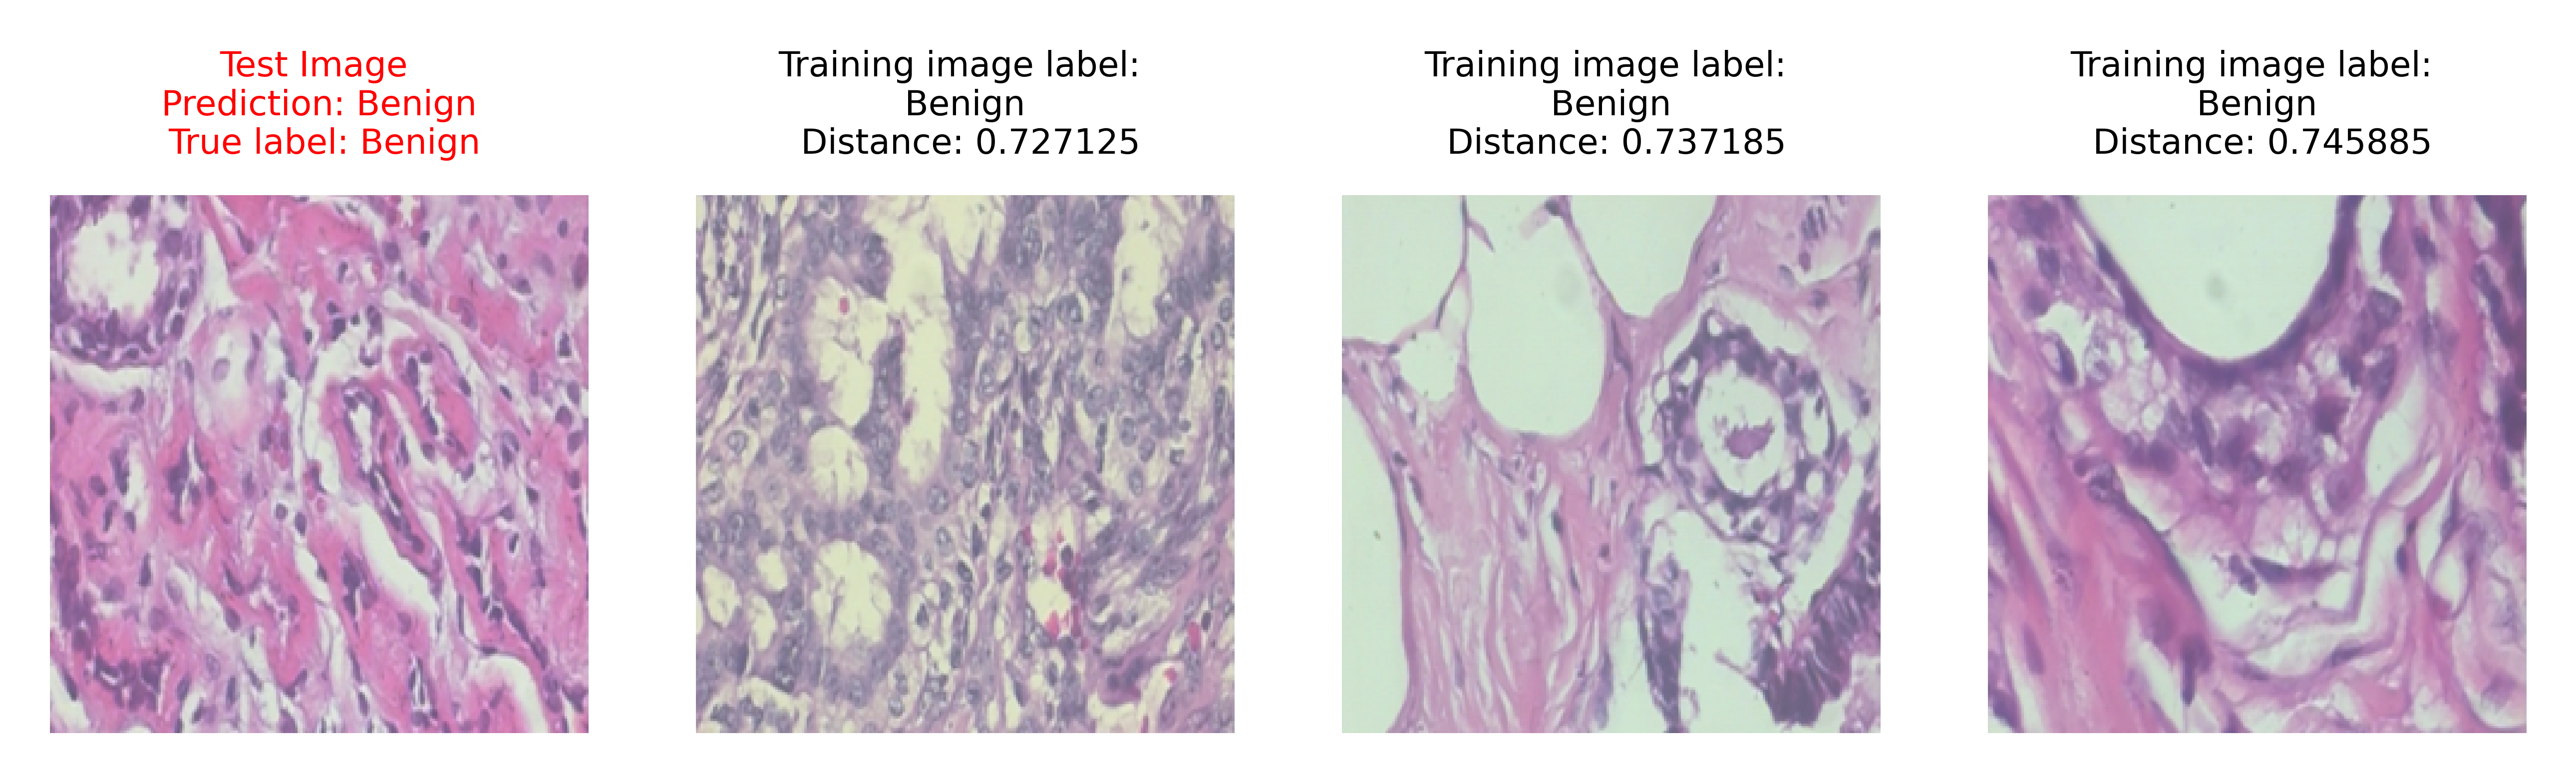 Test Image
Prediction: Benign
True label: Benign
Training image label:
Benign
Distance: 0.727125
Training image label:
Benign
Distance: 0.737185
Training image label:
Benign
Distance: 0.745885